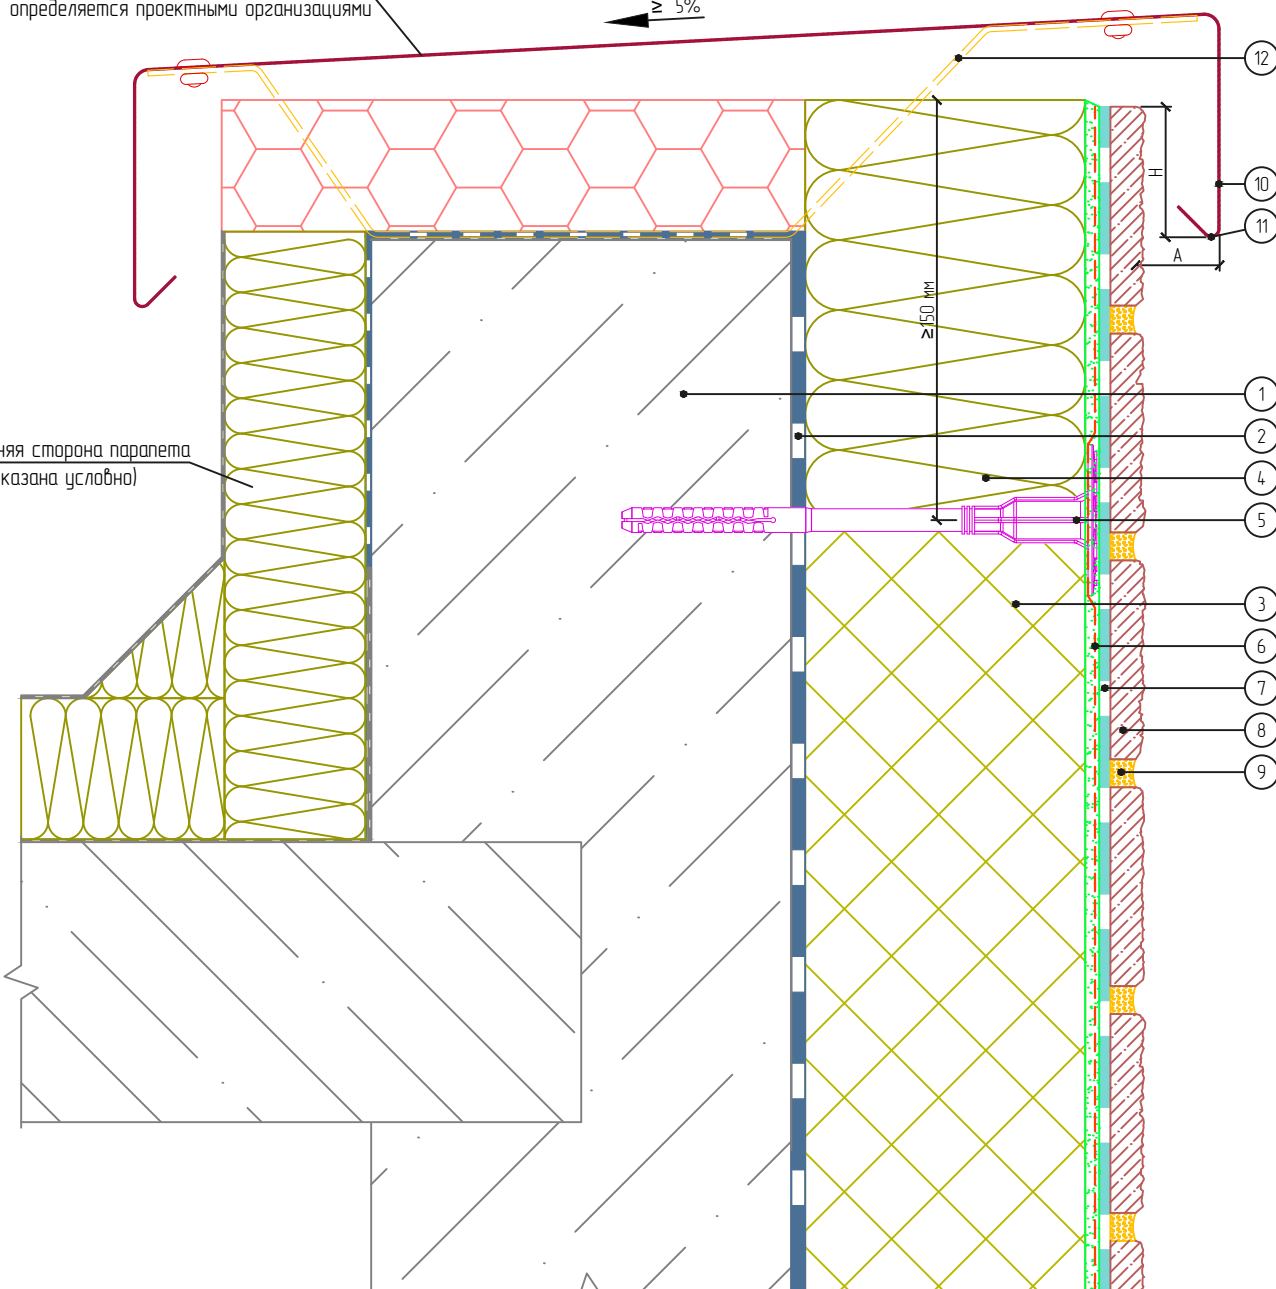 определяется проектными организациями
≥ 5%
12
10
11
H
A
≥150 мм
1
2
няя сторона парапета
казана условно)
4
5
3
6
7
8
9